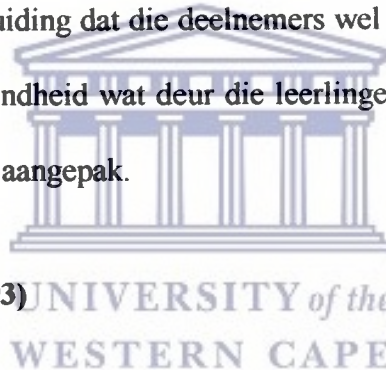 uiding dat die deelnemers wel
ndheid wat deur die leerlinge
aangepak.
3)
UNIVERSITY of the
WESTERN CAPE